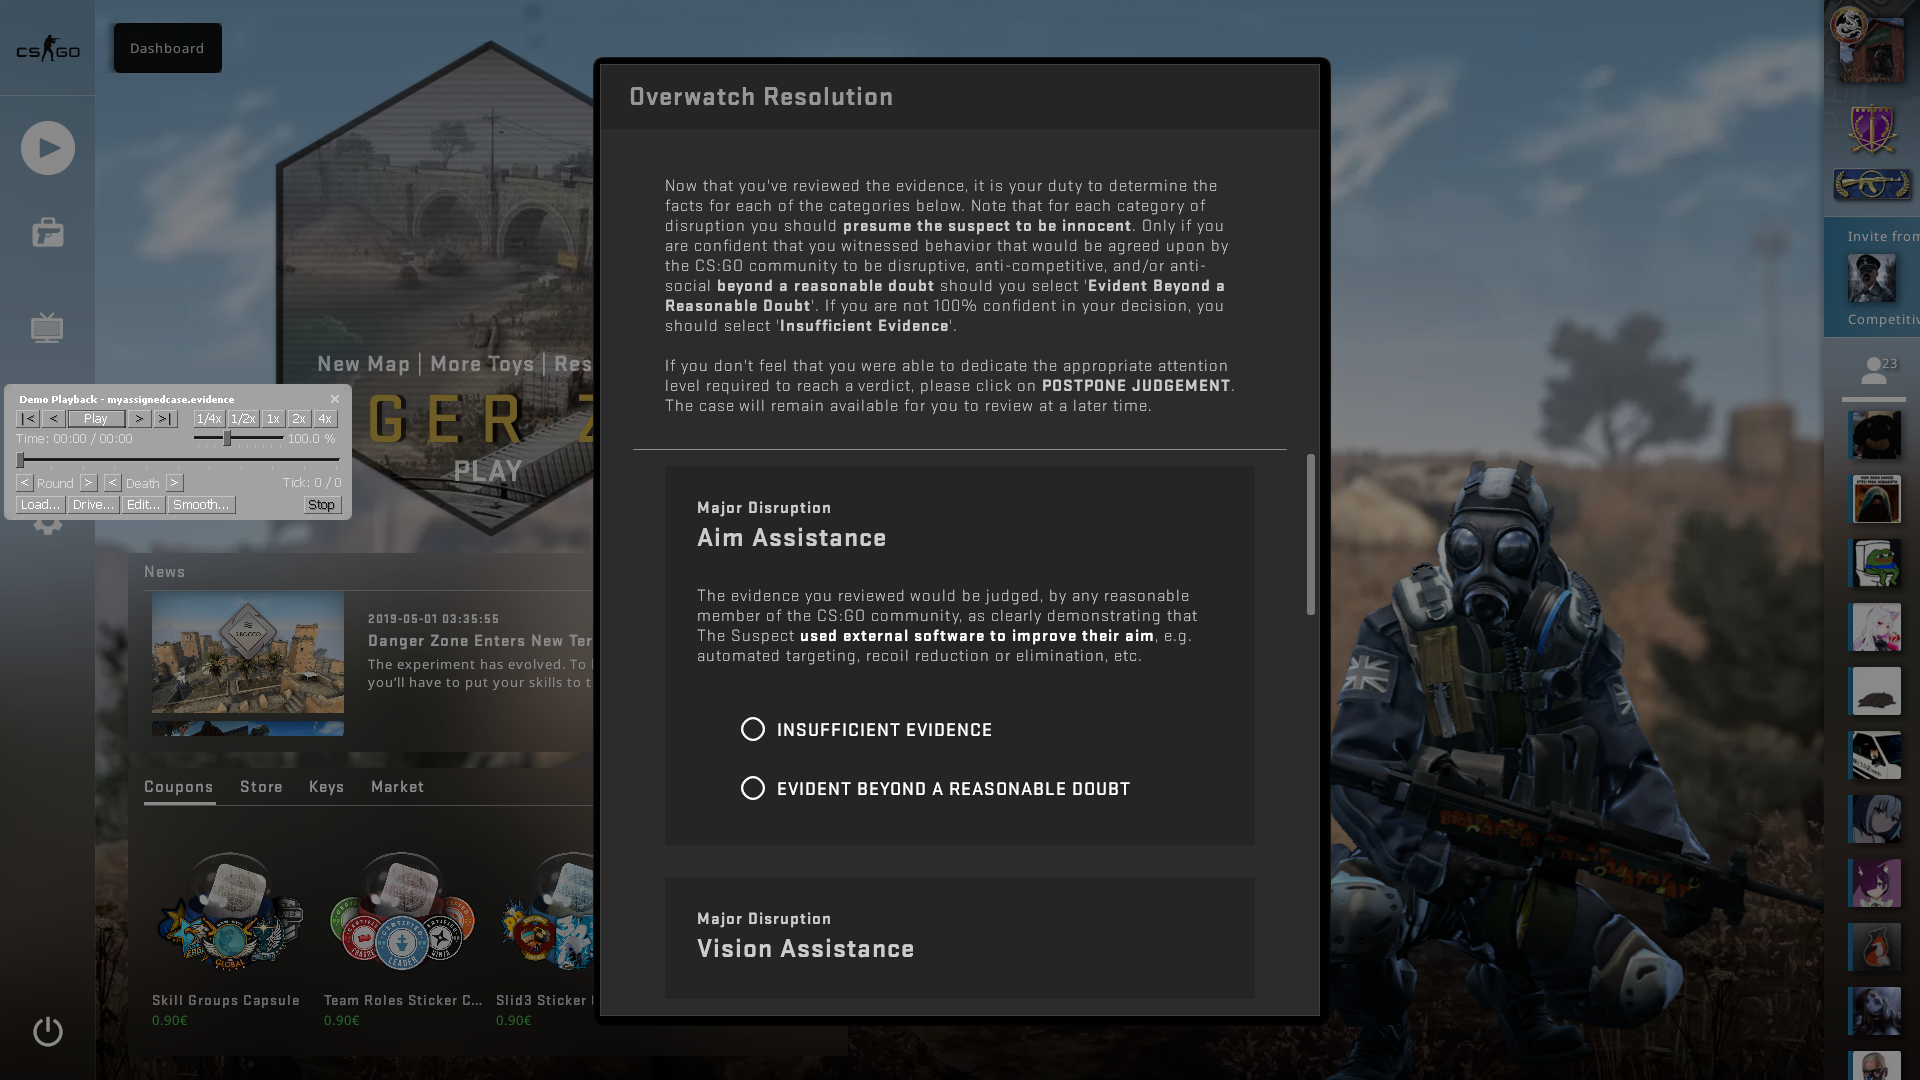 CS GO
Dashboard
Overwatch Resolution
Now that you've reviewed the evidence, it is your duty to determine the
facts for each of the categories below. Note that for each category of
disruption you should presume the suspect to be innocent. Only if you
are confident that you witnessed behavior that would be agreed upon by
the CS:GO community to be disruptive, anti-competitive, and/or anti-
social beyond a reasonable doubt should you select 'Evident Beyond a
Reasonable Doubt'. If you are not 100% confident in your decision, you
should select 'Insufficient Evidence'.
If you don't feel that you were able to dedicate the appropriate attention
level required to reach a verdict, please click on POSTPONE JUDGEMENT.
The case will remain available for you to review at a later time.
Major Disruption
Aim Assistance
The evidence you reviewed would be judged, by any reasonable
member of the CS:GO community, as clearly demonstrating that
The Suspect used external software to improve their aim, e.g.
automated targeting, recoil reduction or elimination, etc.
INSUFFICIENT EVIDENCE
EVIDENT BEYOND A REASONABLE DOUBT
Major Disruption
Vision Assistance
New Map | More Toys | Res
GER Z
PLAY
Demo Playback - myassignedcase.evidence
|< < Play > >| 1/4x 1/2x 1x 2x 4x
Time: 00:00 / 00:00 100.0 %
< Round > < Death > Tick: 0 / 0
Load... Drive... Edit... Smooth... Stop
News
2019-05-01 03:35:55
Danger Zone Enters New Ter
The experiment has evolved. To
you'll have to put your skills to t
Coupons Store Keys Market
GLOBAL
LEADER
Skill Groups Capsule
0.90€
Team Roles Sticker C...
0.90€
Slid3 Sticker
0.90€
Invite from
Competitiv
23